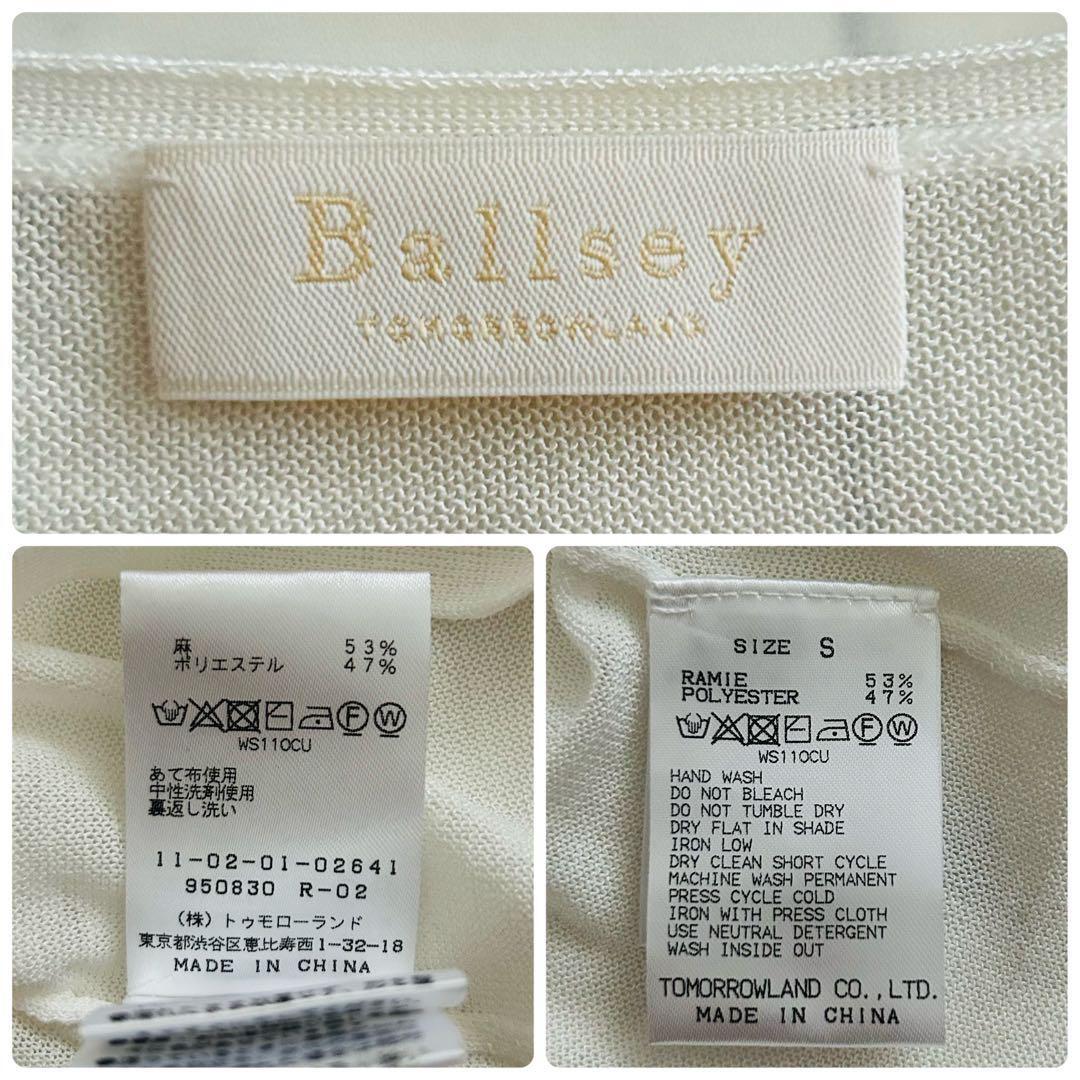 Ballsey
TOMORROWLAND
麻 53%
ポリエステル 47%
WS110CU
あて布使用
中性洗剤使用
裏返し洗い
11-02-01-02641
950830 R-02
(株)トゥモローランド
東京都渋谷区恵比寿西1-32-18
MADE IN CHINA
SIZE S
RAMIE 53%
POLYESTER 47%
WS110CU
HAND WASH
DO NOT BLEACH
DO NOT TUMBLE DRY
DRY FLAT IN SHADE
IRON LOW
DRY CLEAN SHORT CYCLE
MACHINE WASH PERMANENT
PRESS CYCLE COLD
IRON WITH PRESS CLOTH
USE NEUTRAL DETERGENT
WASH INSIDE OUT
TOMORROWLAND CO.,LTD.
MADE IN CHINA